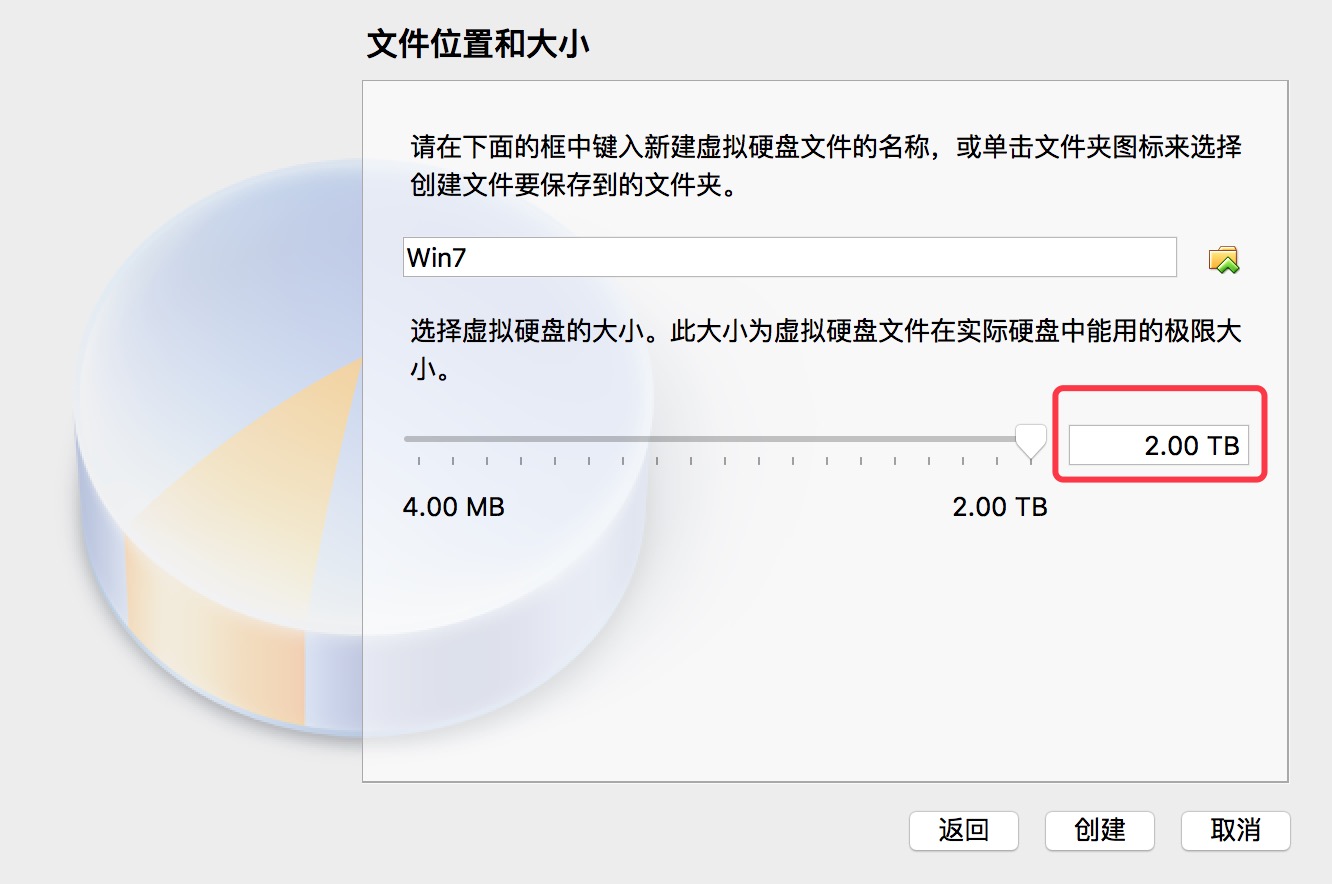 文件位置和大小
请在下面的框中键入新建虚拟硬盘文件的名称，或单击文件夹图标来选择
创建文件要保存到的文件夹。
Win7
选择虚拟硬盘的大小。此大小为虚拟硬盘文件在实际硬盘中能用的极限大
小。
2.00 TB
4.00 MB
2.00 TB
返回
创建
取消